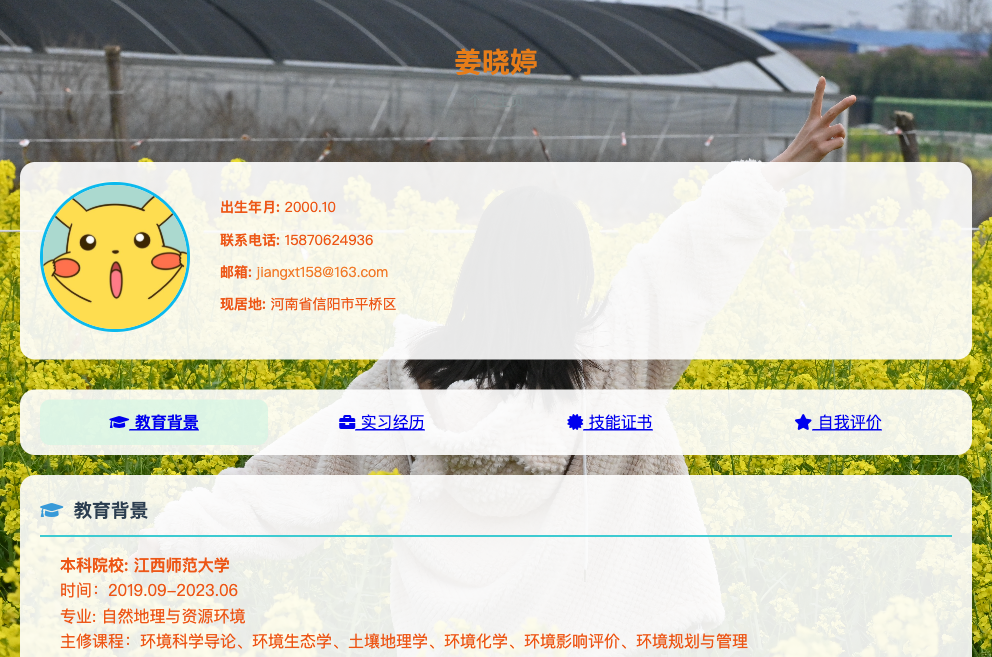 姜晓婷
出生年月: 2000.10
联系电话: 15870624936
邮箱: jiangxt158@163.com
现居地: 河南省信阳市平桥区
教育背景 实习经历 技能证书 自我评价
教育背景
本科院校: 江西师范大学
时间：2019.09–2023.06
专业: 自然地理与资源环境
主修课程：环境科学导论、环境生态学、土壤地理学、环境化学、环境影响评价、环境规划与管理